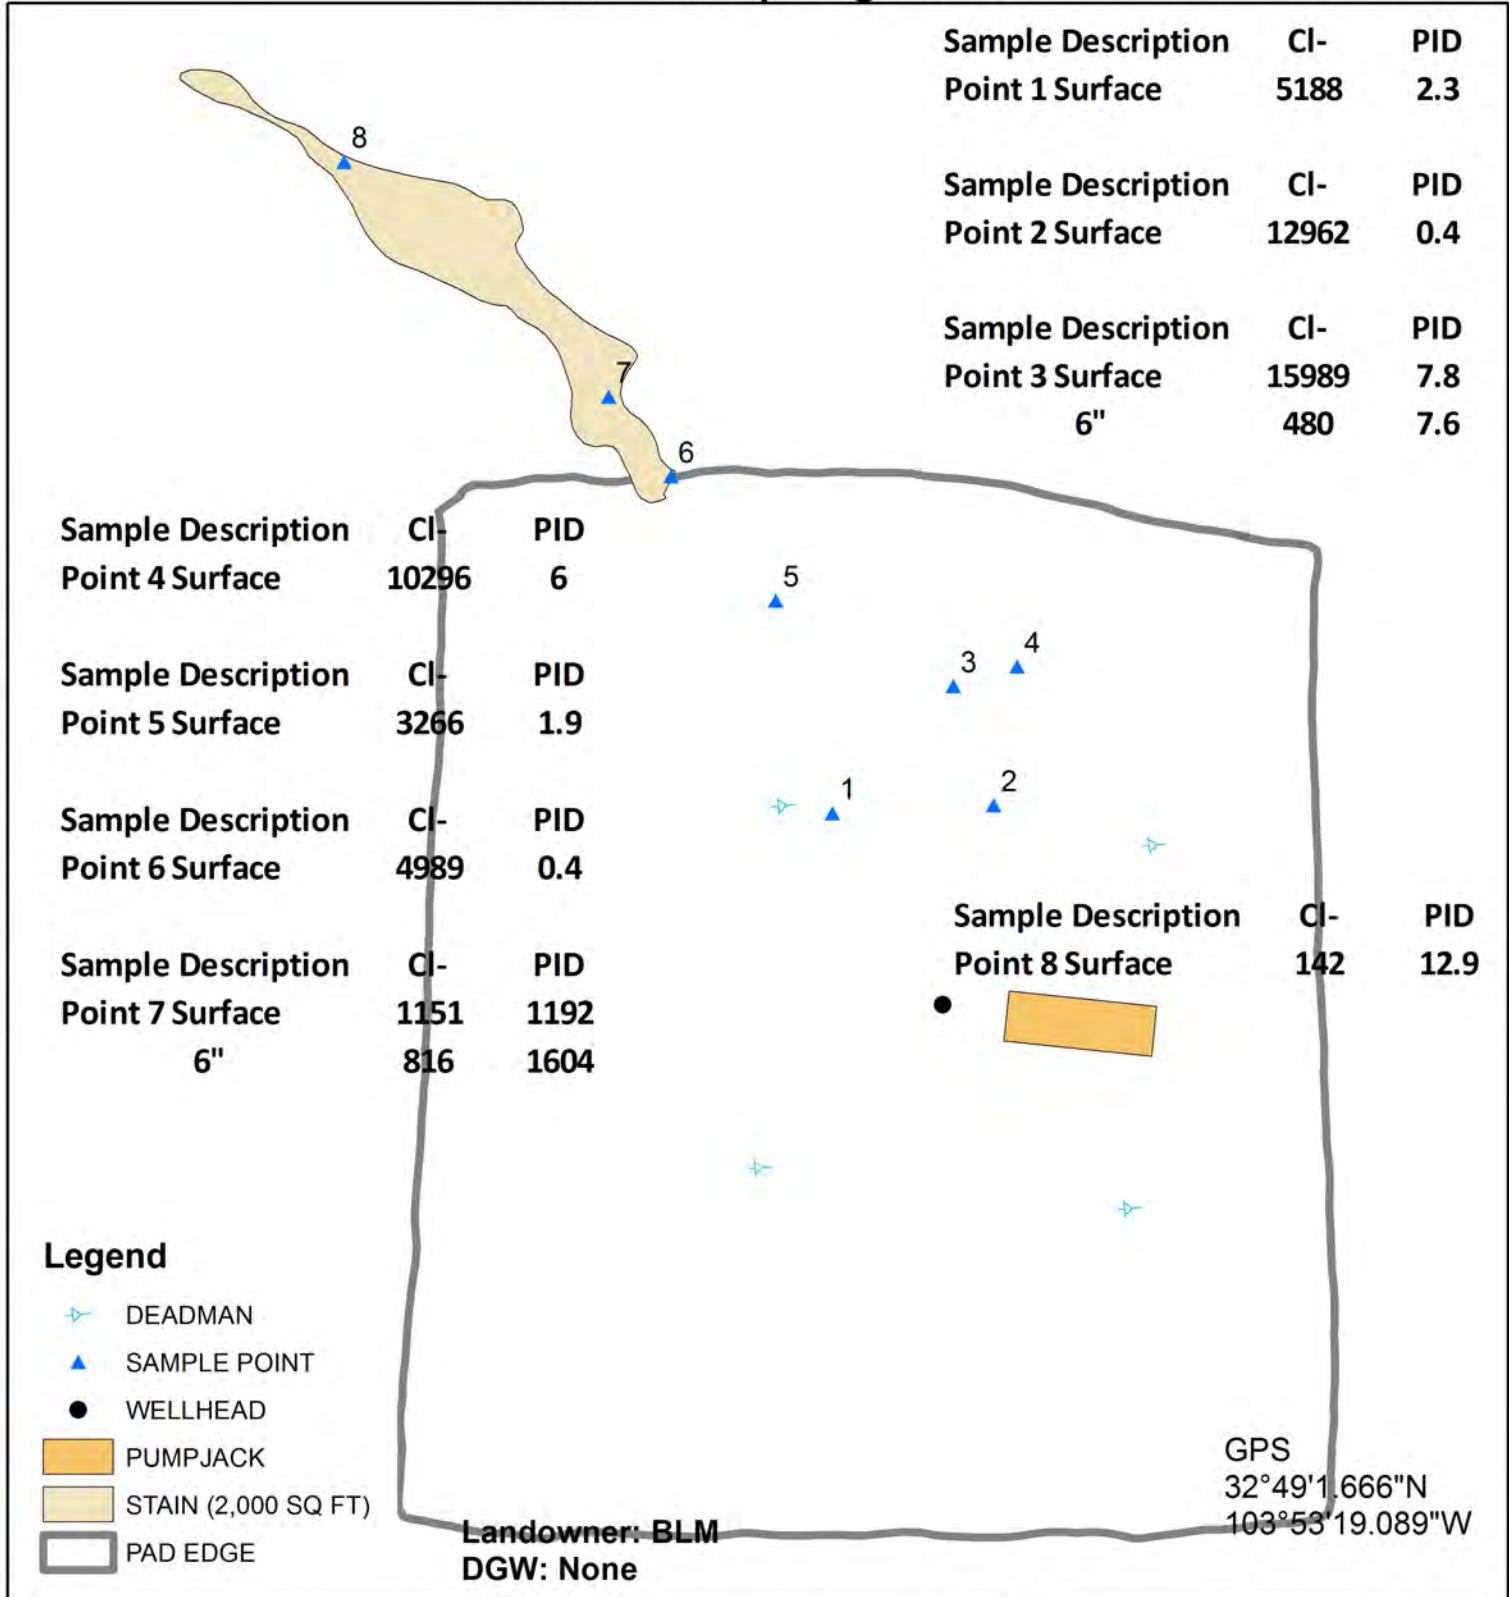 Sample Description Cl- PID
Point 1 Surface 5188 2.3
Sample Description Cl- PID
Point 2 Surface 12962 0.4
Sample Description Cl- PID
Point 3 Surface 15989 7.8
6" 480 7.6
8
7
6
Sample Description Cl- PID
Point 4 Surface 10296 6
Sample Description Cl- PID
Point 5 Surface 3266 1.9
Sample Description Cl- PID
Point 6 Surface 4989 0.4
Sample Description Cl- PID
Point 7 Surface 1151 1192
6" 816 1604
5
4
3
2
1
Sample Description Cl- PID
Point 8 Surface 142 12.9
Legend
DEADMAN
SAMPLE POINT
WELLHEAD
PUMPJACK
STAIN (2,000 SQ FT)
PAD EDGE
Landowner: BLM
DGW: None
GPS
32°49'1.666"N
103°53'19.089"W